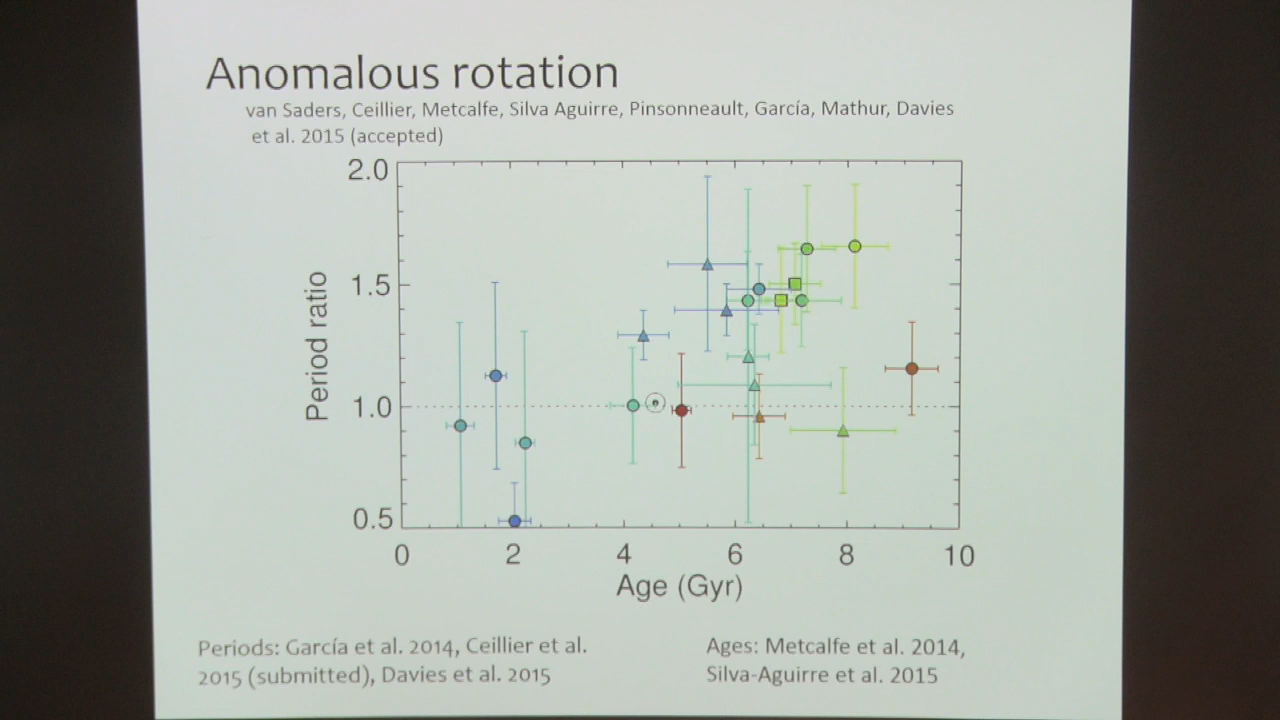 Anomalous rotation
van Saders, Ceillier, Metcalfe, Silva Aguirre, Pinsonneault, García, Mathur, Davies
et al. 2015 (accepted)
2.0
1.5
1.0
0.5
Period ratio
0 2 4 6 8 10
Age (Gyr)
Periods: García et al. 2014, Ceillier et al.
2015 (submitted), Davies et al. 2015
Ages: Metcalfe et al. 2014,
Silva-Aguirre et al. 2015